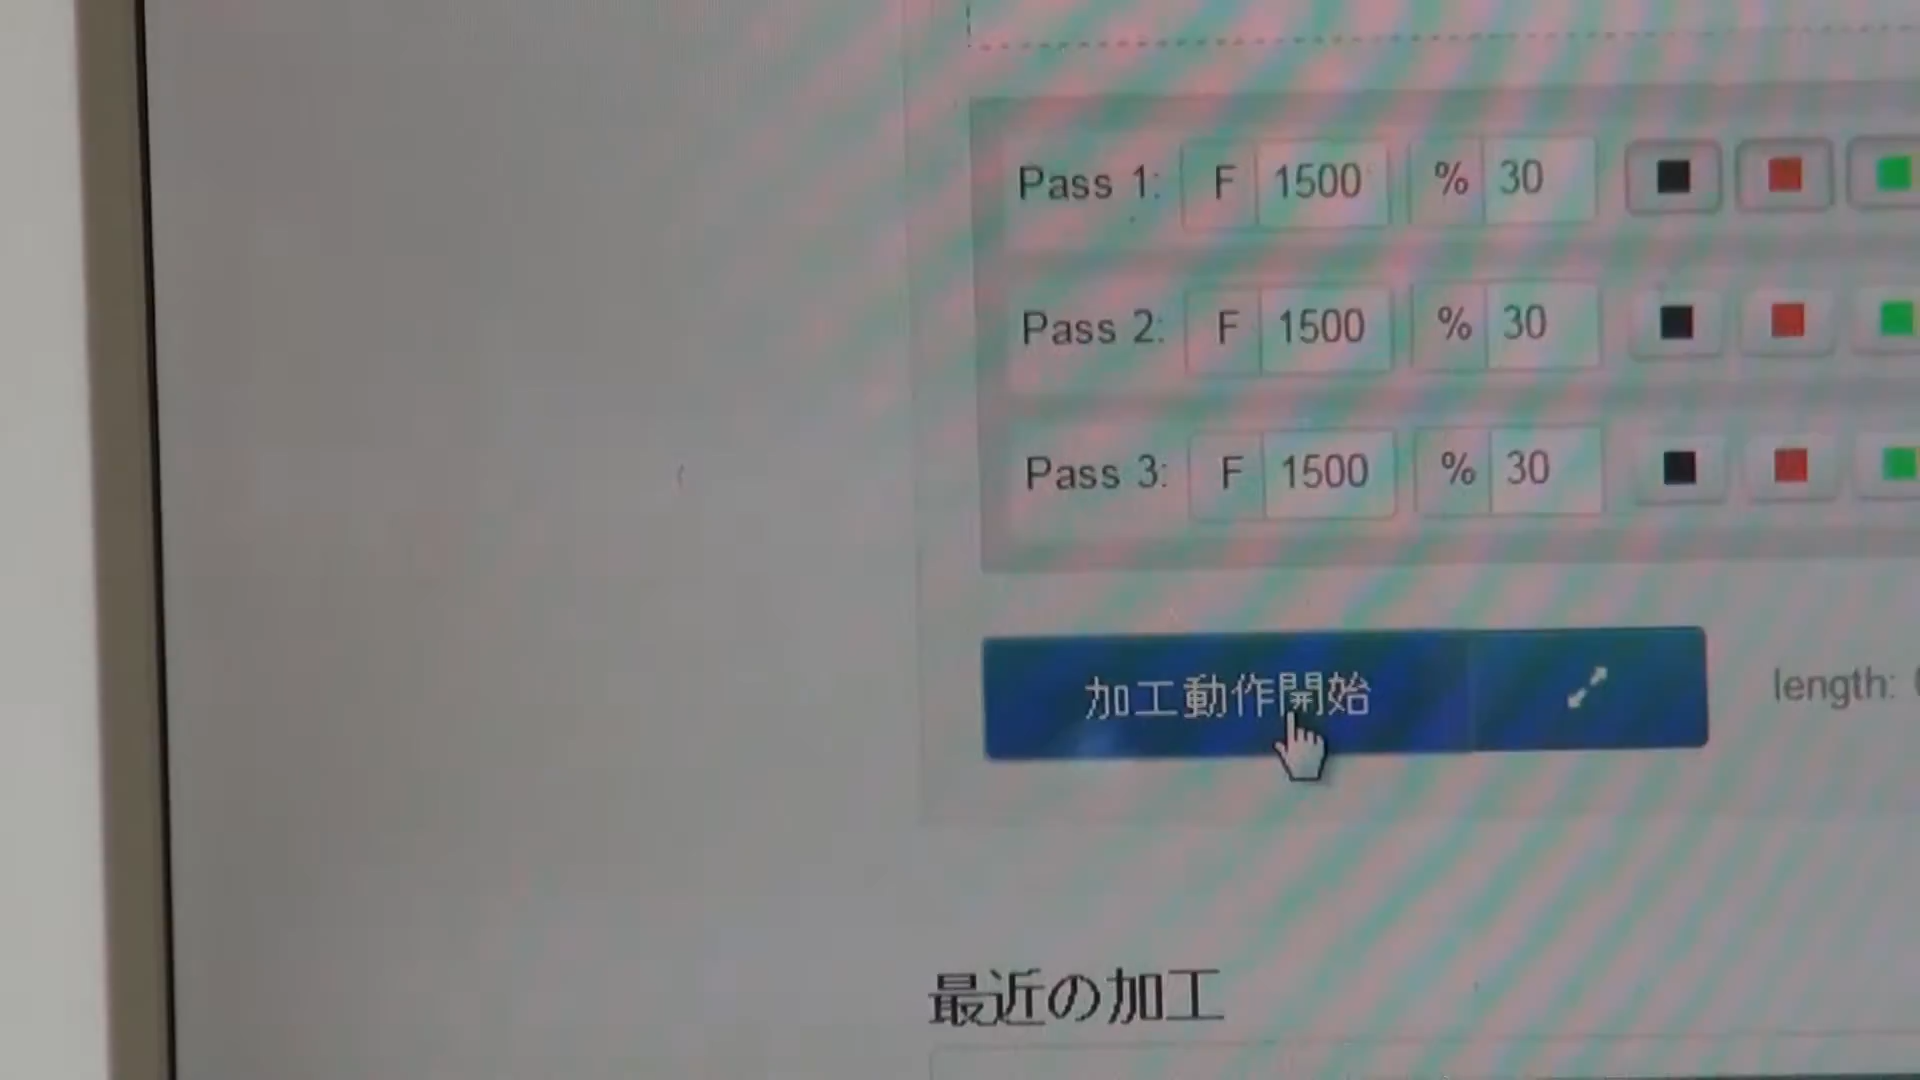 Pass 1: F 1500 % 30
Pass 2: F 1500 % 30
Pass 3: F 1500 % 30
加工動作開始
length:
最近の加工